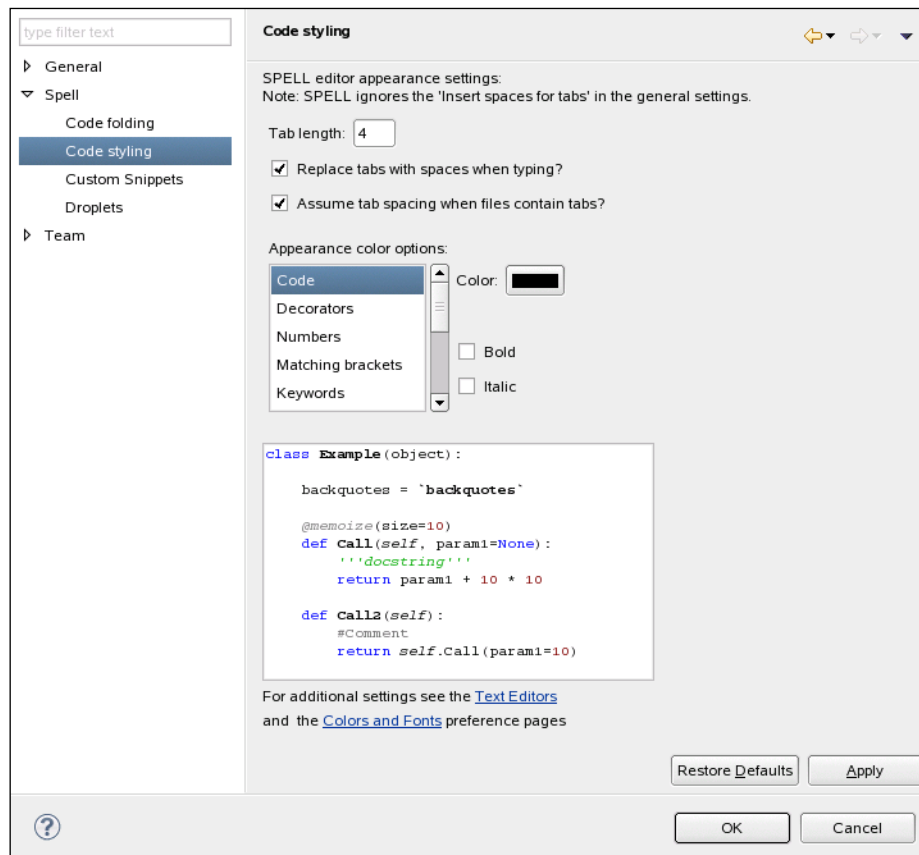 type filter text
General
Spell
Code folding
Code styling
Custom Snippets
Droplets
Team
Code styling
SPELL editor appearance settings:
Note: SPELL ignores the 'Insert spaces for tabs' in the general settings.
Tab length: 4
Replace tabs with spaces when typing?
Assume tab spacing when files contain tabs?
Appearance color options:
Code
Decorators
Numbers
Matching brackets
Keywords
Color:
Bold
Italic
class Example(object):
    backquotes = `backquotes`
    @memoize(size=10)
    def Call(self, param1=None):
        '''docstring'''
        return param1 + 10 * 10
    def Call2(self):
        #Comment
        return self.Call(param1=10)
For additional settings see the Text Editors
and the Colors and Fonts preference pages
Restore Defaults
Apply
?
OK
Cancel